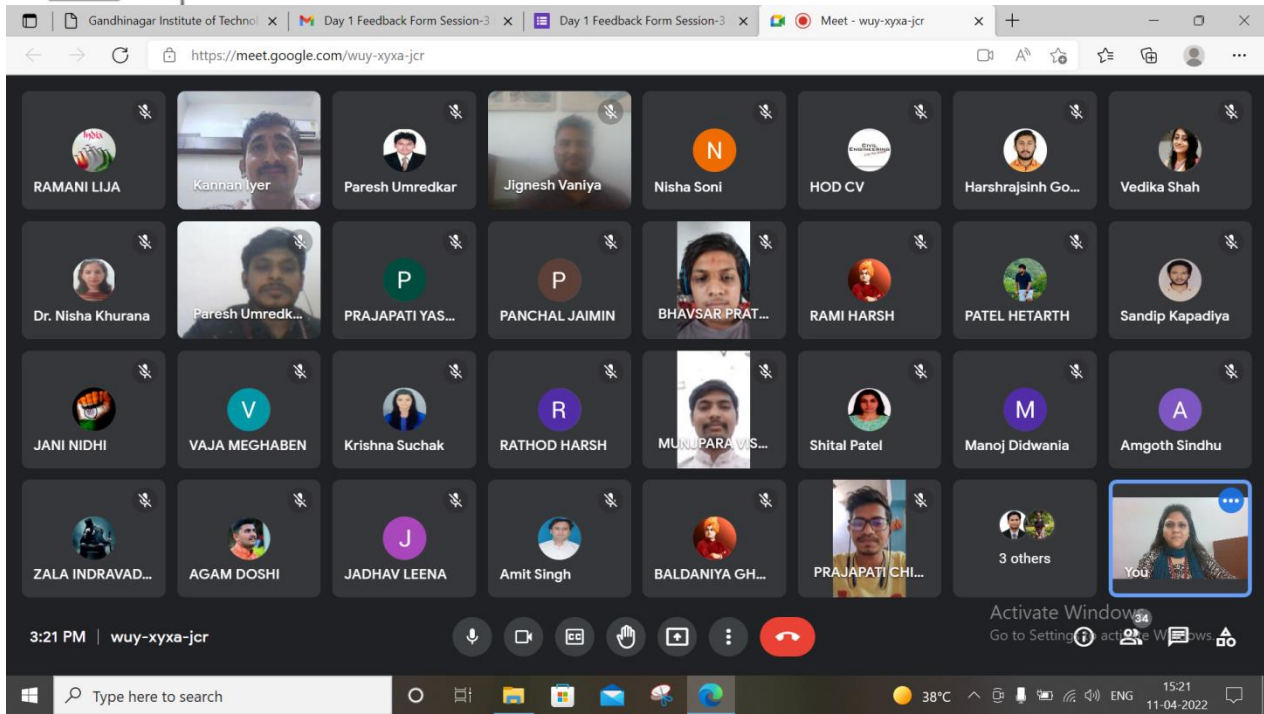 Gandhinagar Institute of Technol
Day 1 Feedback Form Session-3
Day 1 Feedback Form Session-3
Meet - wuy-xyxa-jcr
https://meet.google.com/wuy-xyxa-jcr
India
RAMANI LIJA
Kannan Iyer
Paresh Umredkar
Jignesh Vaniya
N
Nisha Soni
CIVIL ENGINEERING
HOD CV
Harshrajsinh Go...
Vedika Shah
Dr. Nisha Khurana
Paresh Umredk...
P
PRAJAPATI YAS...
P
PANCHAL JAIMIN
BHAVSAR PRAT...
RAMI HARSH
PATEL HETARTH
Sandip Kapadiya
JANI NIDHI
V
VAJA MEGHABEN
Krishna Suchak
R
RATHOD HARSH
MUNJPARA VIS...
Shital Patel
M
Manoj Didwania
A
Amgoth Sindhu
ZALA INDRAVAD...
AGAM DOSHI
J
JADHAV LEENA
Amit Singh
BALDANIYA GH...
PRAJAPATI CHI...
3 others
You
Activate Windows
Go to Settings to activate Windows.
3:21 PM | wuy-xyxa-jcr
CC
34
Type here to search
38°C
ENG
15:21
11-04-2022